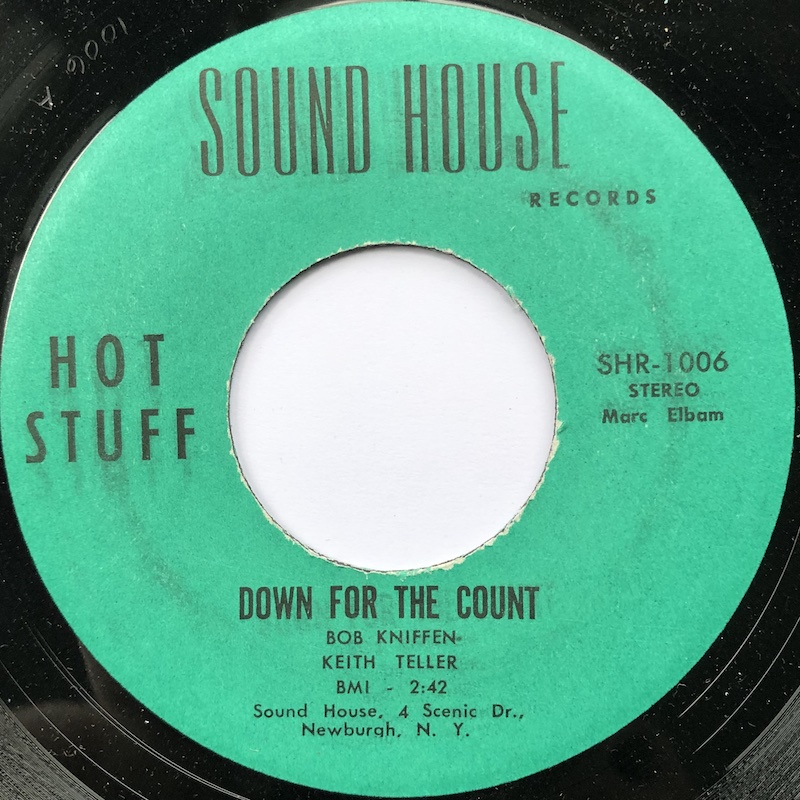 A 1006
SOUND HOUSE
RECORDS
HOT
STUFF
SHR-1006
STEREO
Marc Elbam
DOWN FOR THE COUNT
BOB KNIFFEN
KEITH TELLER
BMI - 2:42
Sound House, 4 Scenic Dr.,
Newburgh, N. Y.